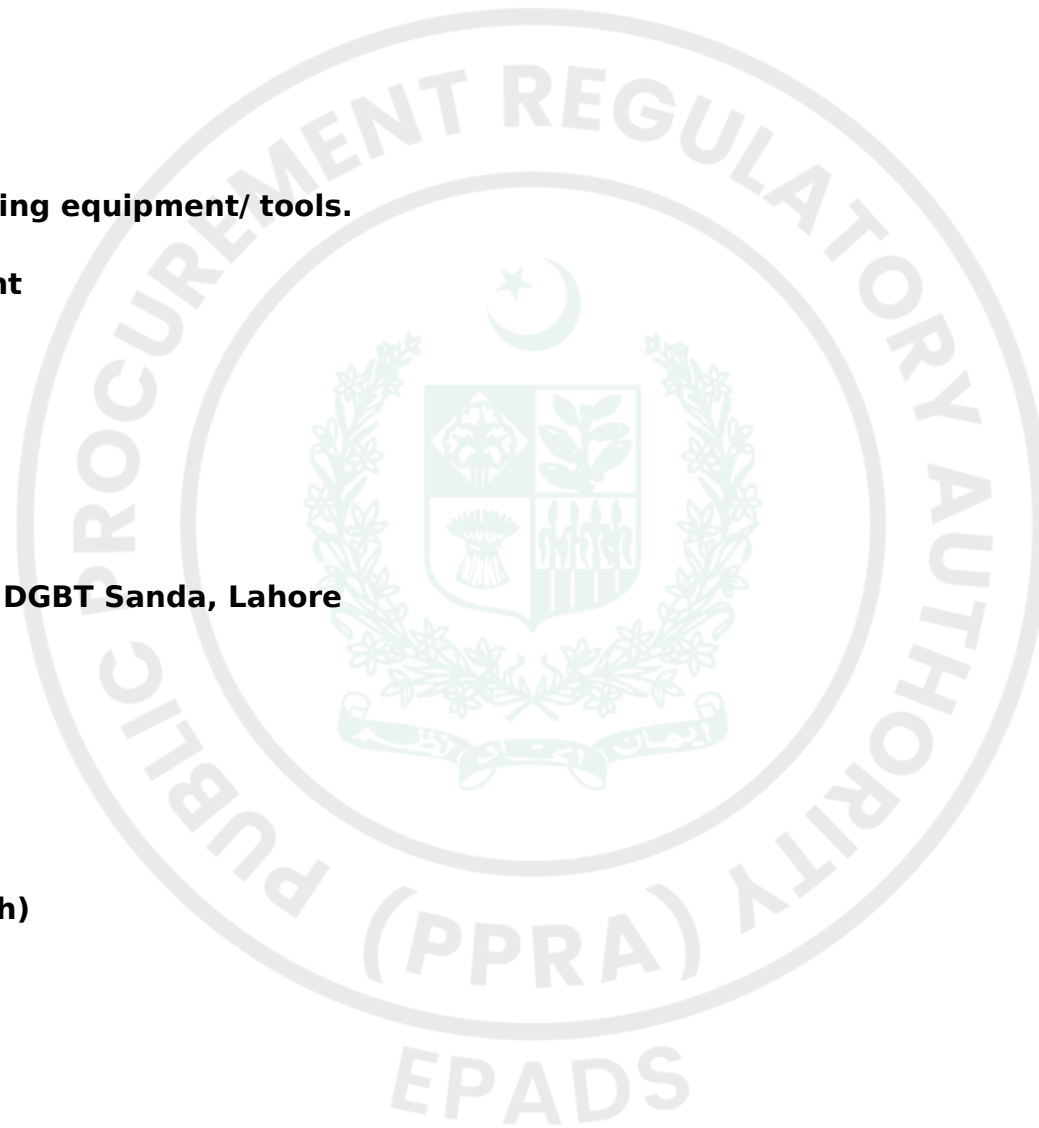 ing equipment/ tools.
nt
DGBT Sanda, Lahore
h)
PUBLIC PROCUREMENT REGULATORY AUTHORITY
(PPRA)
EPADS